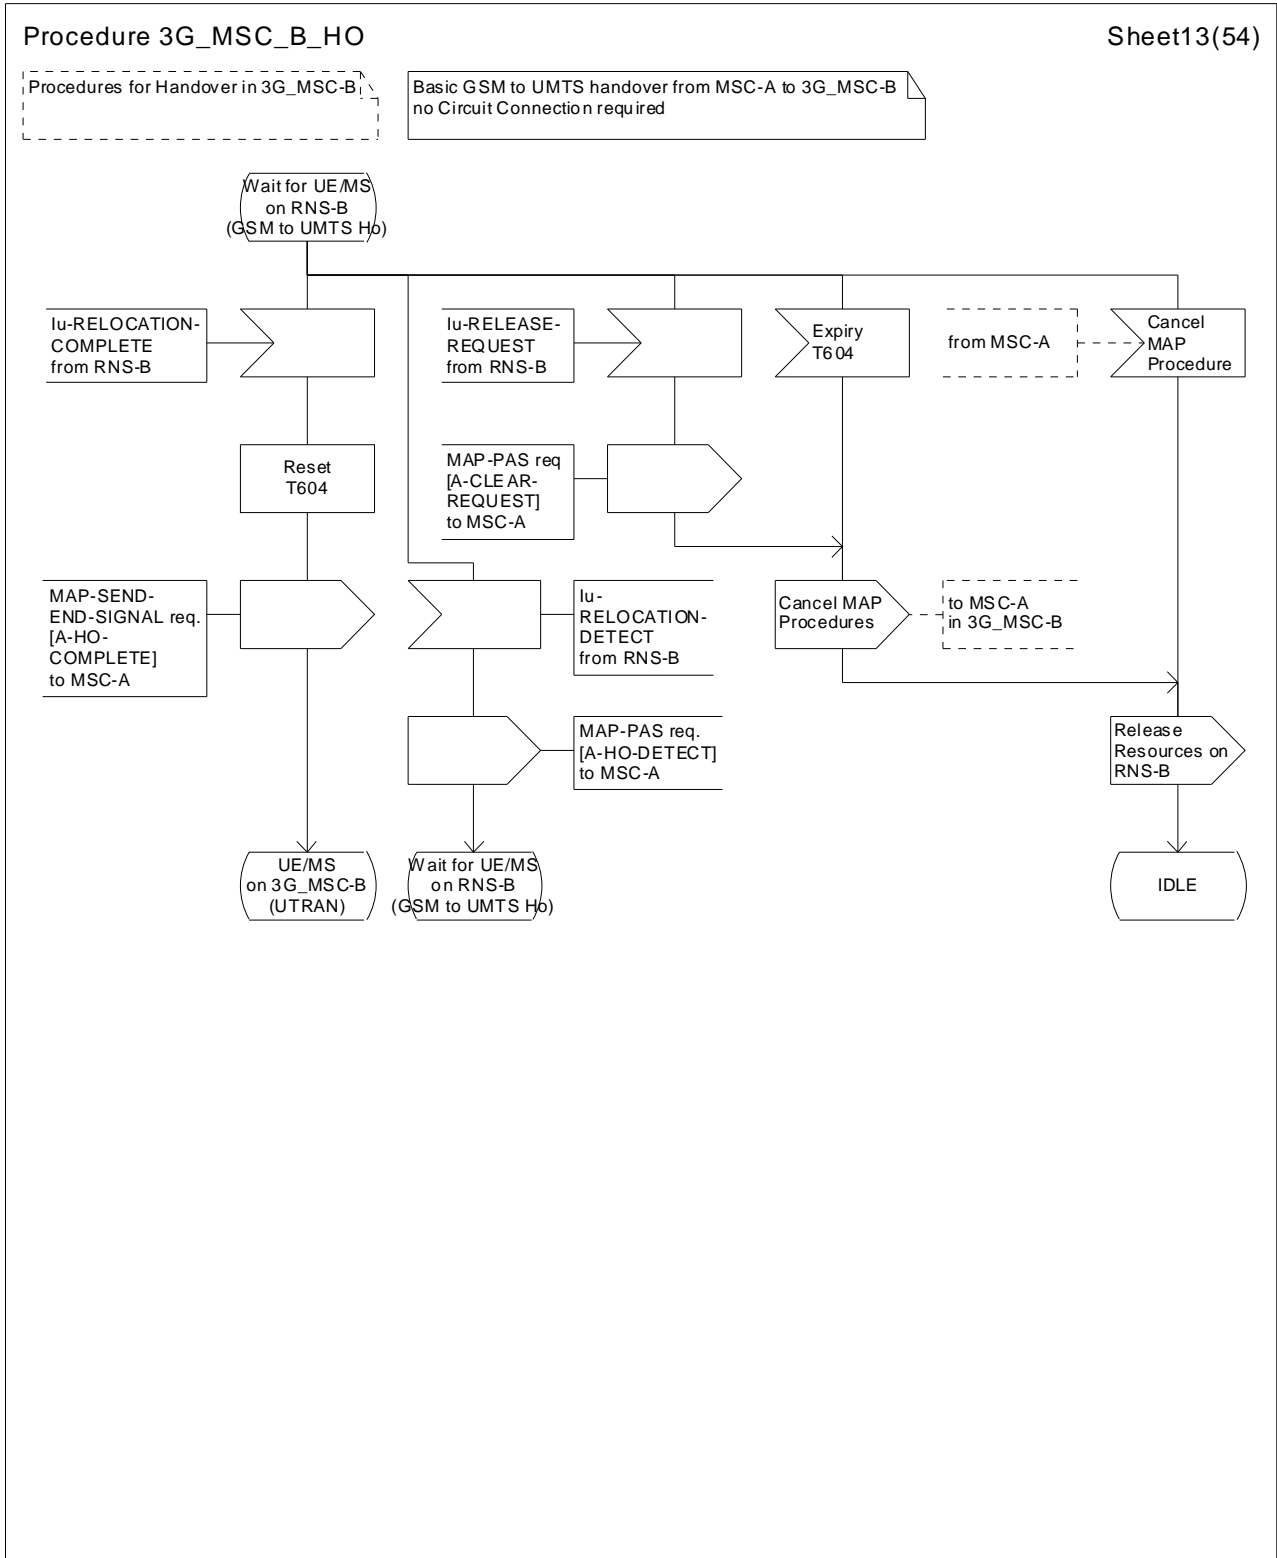 Procedure 3G_MSC_B_HO
Sheet13(54)
Procedures for Handover in 3G_MSC-B
Basic GSM to UMTS handover from MSC-A to 3G_MSC-B
no Circuit Connection required
Wait for UE/MS
on RNS-B
(GSM to UMTS Ho)
Iu-RELOCATION-
COMPLETE
from RNS-B
Iu-RELEASE-
REQUEST
from RNS-B
Expiry
T604
from MSC-A
Cancel
MAP
Procedure
Reset
T604
MAP-PAS req
[A-CLEAR-
REQUEST]
to MSC-A
MAP-SEND-
END-SIGNAL req.
[A-HO-
COMPLETE]
to MSC-A
Iu-
RELOCATION-
DETECT
from RNS-B
Cancel MAP
Procedures
to MSC-A
in 3G_MSC-B
MAP-PAS req.
[A-HO-DETECT]
to MSC-A
Release
Resources on
RNS-B
UE/MS
on 3G_MSC-B
(UTRAN)
Wait for UE/MS
on RNS-B
(GSM to UMTS Ho)
IDLE